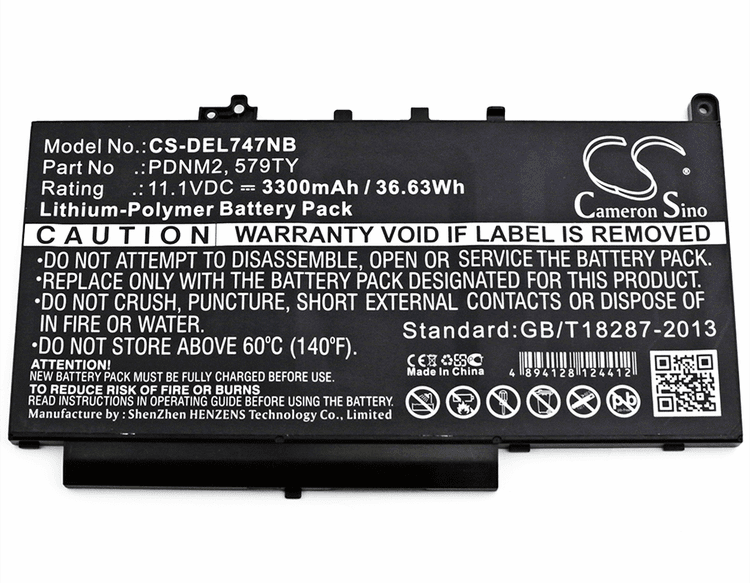 Model No.:CS-DEL747NB
Part No .:PDNM2, 579TY
Rating .:11.1VDC ⎓ 3300mAh / 36.63Wh
Lithium-Polymer Battery Pack
CS
Cameron Sino
CAUTION WARRANTY VOID IF LABEL IS REMOVED
*DO NOT ATTEMPT TO DISASSEMBLE, OPEN OR SERVICE THE BATTERY PACK.
*REPLACE ONLY WITH THE BATTERY PACK DESIGNATED FOR THIS PRODUCT.
*DO NOT CRUSH, PUNCTURE, SHORT EXTERNAL CONTACTS, OR DISPOSE OF
IN FIRE OR WATER.
*DO NOT STORE ABOVE 60°C (140°F).
Standard:GB/T18287-2013
ATTENTION!
NEW BATTERY PACK MUST BE FULLY CHARGED BEFORE USE.
TO REDUCE RISK OF FIRE OR BURNS
READ INSTRUCTIONS IN OPERATING GUIDE BEFORE USING BATTERY
Manufacture by : ShenZhen HENZENS Technology Co., Limited
CE
Made in China
4 894128 124412
Pb